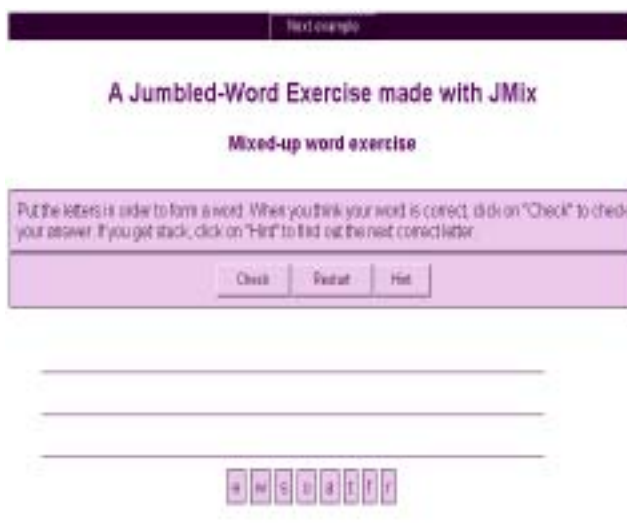 Next example
A Jumbled-Word Exercise made with JMix
Mixed-up word exercise
Put the letters in order to form a word. When you think your word is correct, click on "Check" to check
your answer. If you get stuck, click on "Hint" to find out the next correct letter.
Check Restart Hint
w s a t f r